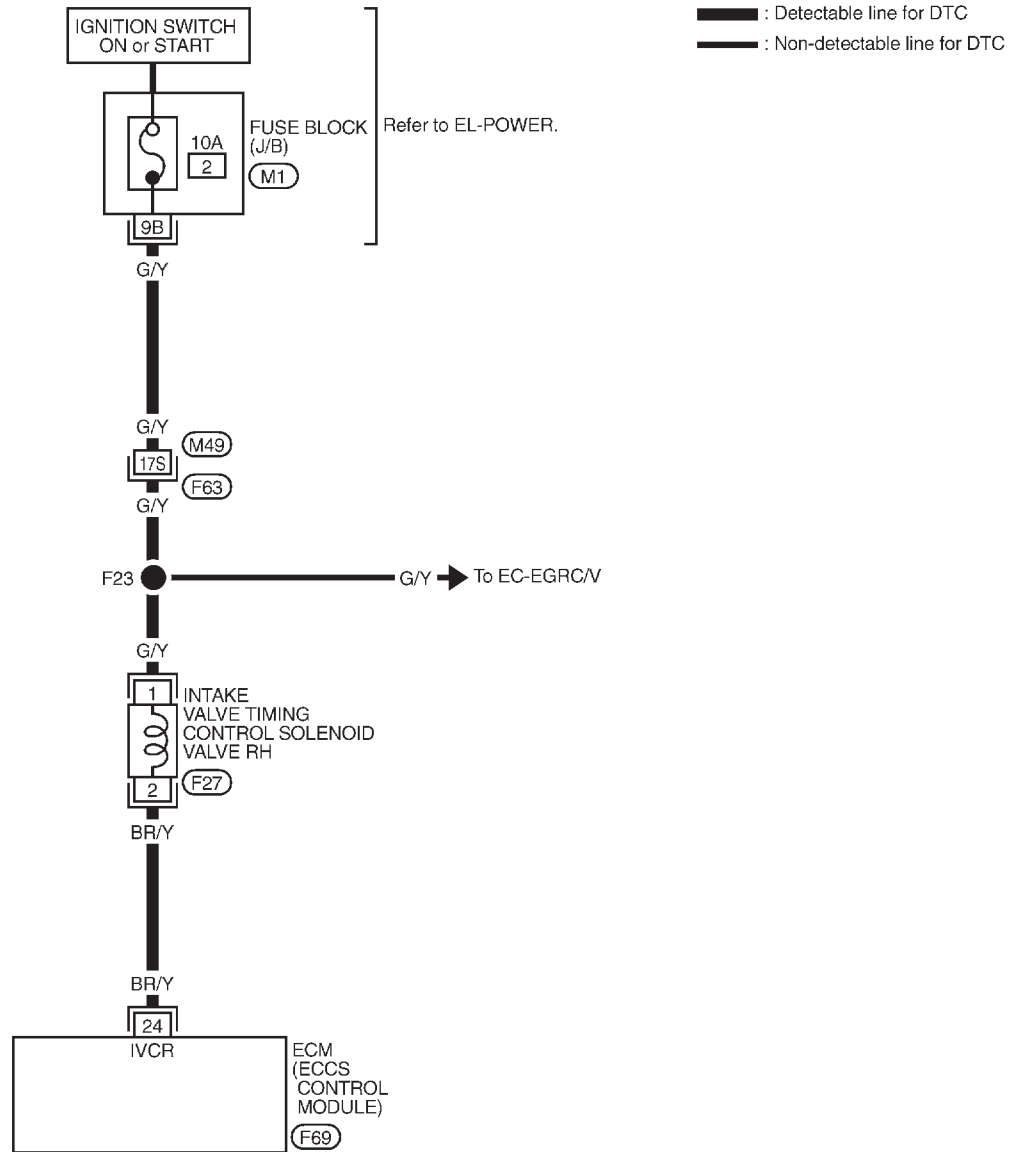 IGNITION SWITCH
ON or START
: Detectable line for DTC
: Non-detectable line for DTC
10A
2
FUSE BLOCK
(J/B)
M1
Refer to EL-POWER.
9B
G/Y
G/Y
M49
17S
F63
G/Y
F23
G/Y
To EC-EGRC/V
G/Y
1
INTAKE
VALVE TIMING
CONTROL SOLENOID
VALVE RH
2
F27
BR/Y
BR/Y
24
IVCR
ECM
(ECCS
CONTROL
MODULE)
F69